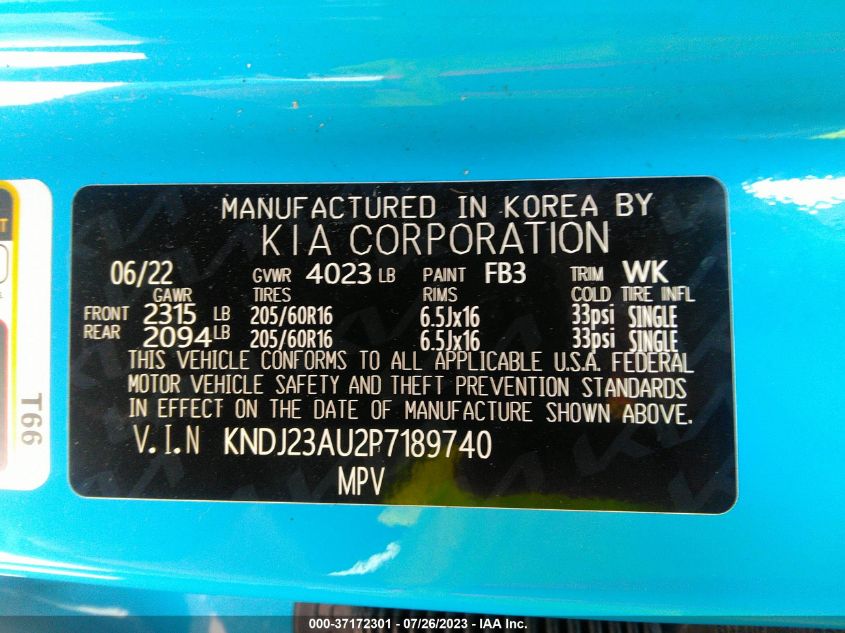 MANUFACTURED IN KOREA BY
KIA CORPORATION
06/22 GVWR 4023 LB PAINT FB3 TRIM WK
GAWR TIRES RIMS COLD TIRE INFL
FRONT 2315 LB 205/60R16 6.5Jx16 33psi SINGLE
REAR 2094 LB 205/60R16 6.5Jx16 33psi SINGLE
THIS VEHICLE CONFORMS TO ALL APPLICABLE U.S.A. FEDERAL
MOTOR VEHICLE SAFETY AND THEFT PREVENTION STANDARDS
IN EFFECT ON THE DATE OF MANUFACTURE SHOWN ABOVE.
V.I.N KNDJ23AU2P7189740
MPV
T66
000-37172301 - 07/26/2023 - IAA Inc.